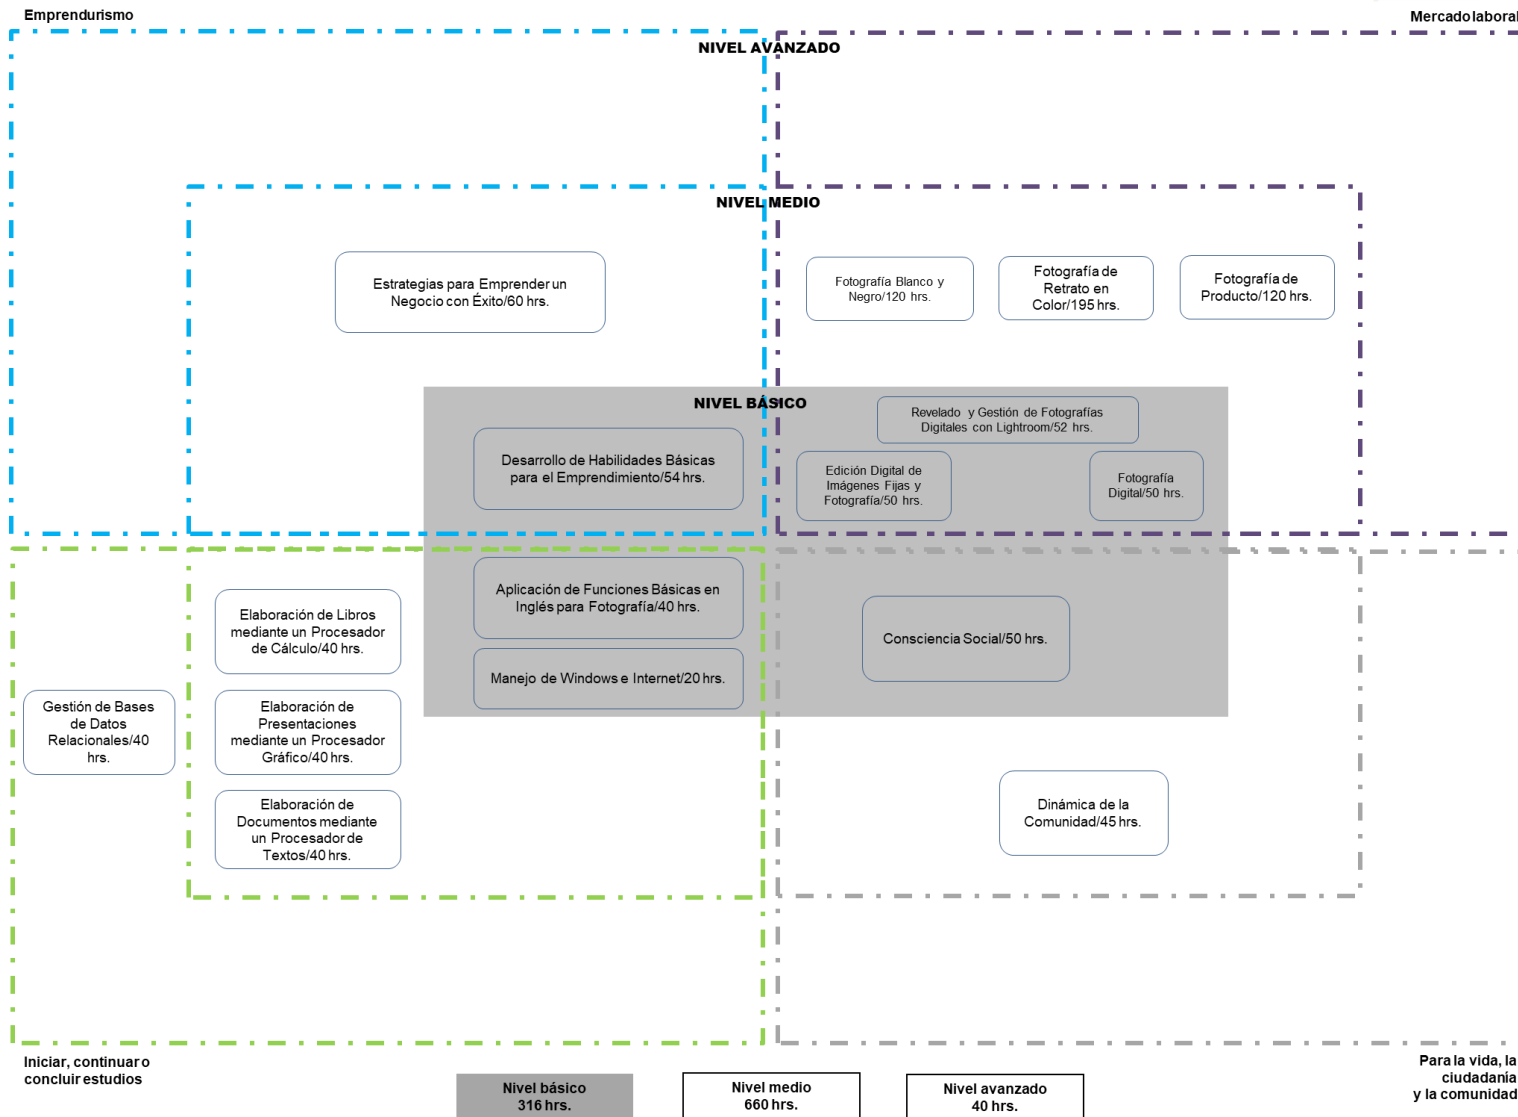 Emprendurismo
Mercado laboral
NIVEL AVANZADO
NIVEL MEDIO
Estrategias para Emprender un
Negocio con Éxito/60 hrs.
Fotografía Blanco y
Negro/120 hrs.
Fotografía de
Retrato en
Color/195 hrs.
Fotografía de
Producto/120 hrs.
NIVEL BÁSICO
Revelado y Gestión de Fotografías
Digitales con Lightroom/52 hrs.
Desarrollo de Habilidades Básicas
para el Emprendimiento/54 hrs.
Edición Digital de
Imágenes Fijas y
Fotografía/50 hrs.
Fotografía
Digital/50 hrs.
Aplicación de Funciones Básicas en
Inglés para Fotografía/40 hrs.
Elaboración de Libros
mediante un Procesador
de Cálculo/40 hrs.
Consciencia Social/50 hrs.
Manejo de Windows e Internet/20 hrs.
Gestión de Bases
de Datos
Relacionales/40
hrs.
Elaboración de
Presentaciones
mediante un Procesador
Gráfico/40 hrs.
Elaboración de
Documentos mediante
un Procesador de
Textos/40 hrs.
Dinámica de la
Comunidad/45 hrs.
Iniciar, continuar o
concluir estudios
Para la vida, la
ciudadanía
y la comunidad
Nivel básico
316 hrs.
Nivel medio
660 hrs.
Nivel avanzado
40 hrs.